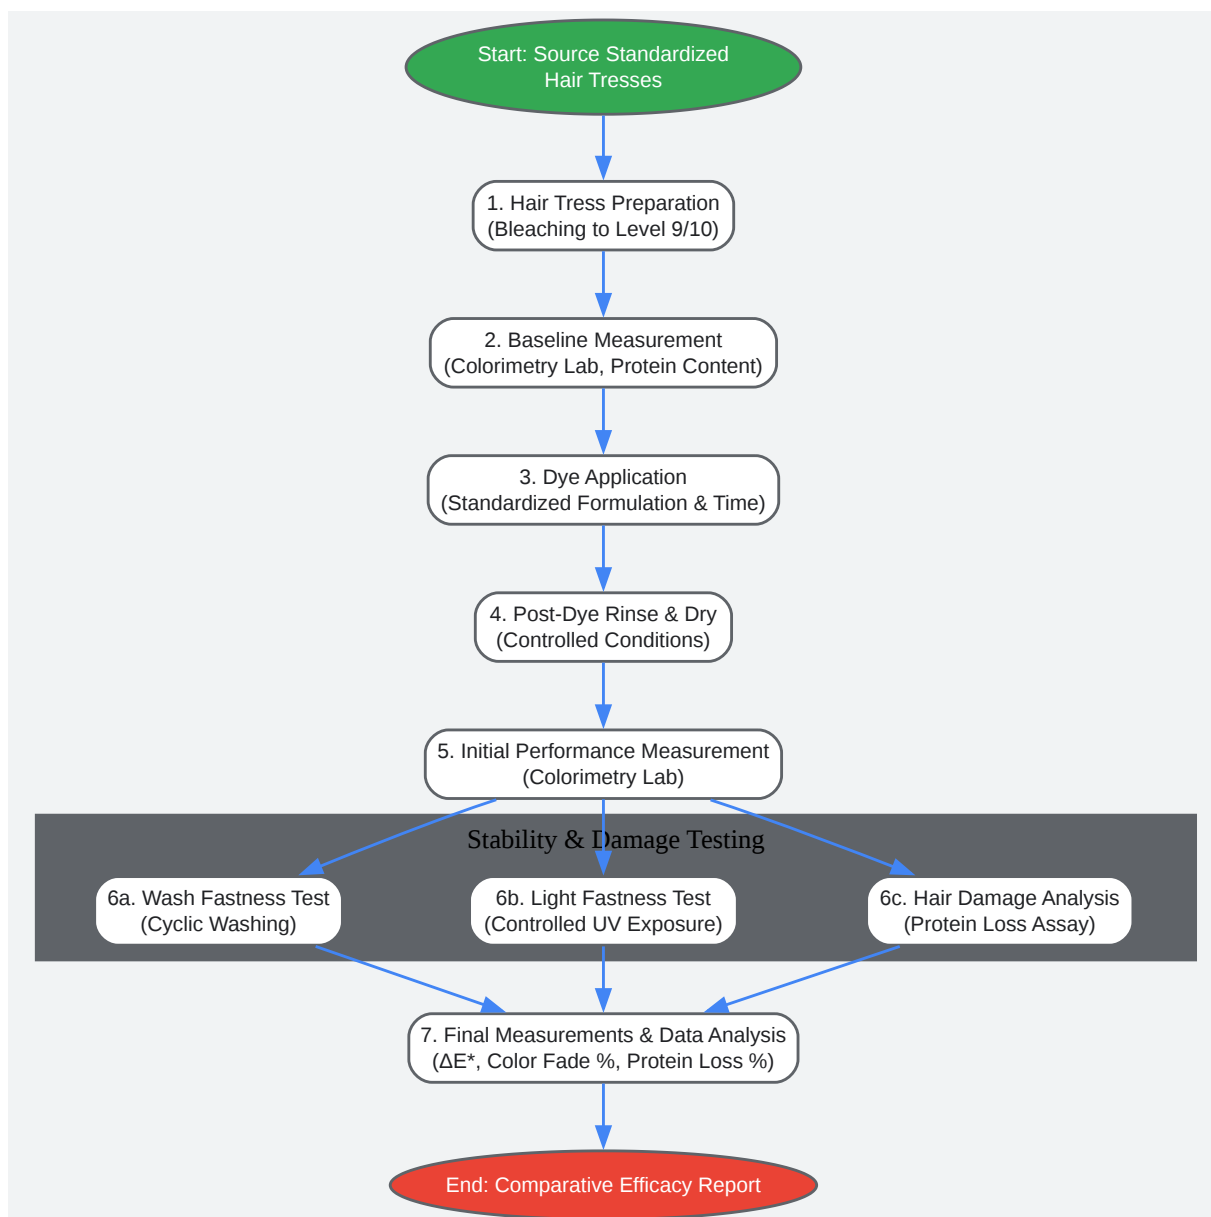 Start: Source Standardized
Hair Tresses
1. Hair Tress Preparation
(Bleaching to Level 9/10)
2. Baseline Measurement
(Colorimetry Lab, Protein Content)
3. Dye Application
(Standardized Formulation & Time)
4. Post-Dye Rinse & Dry
(Controlled Conditions)
5. Initial Performance Measurement
(Colorimetry Lab)
Stability & Damage Testing
6a. Wash Fastness Test
(Cyclic Washing)
6b. Light Fastness Test
(Controlled UV Exposure)
6c. Hair Damage Analysis
(Protein Loss Assay)
7. Final Measurements & Data Analysis
(ΔE*, Color Fade %, Protein Loss %)
End: Comparative Efficacy Report